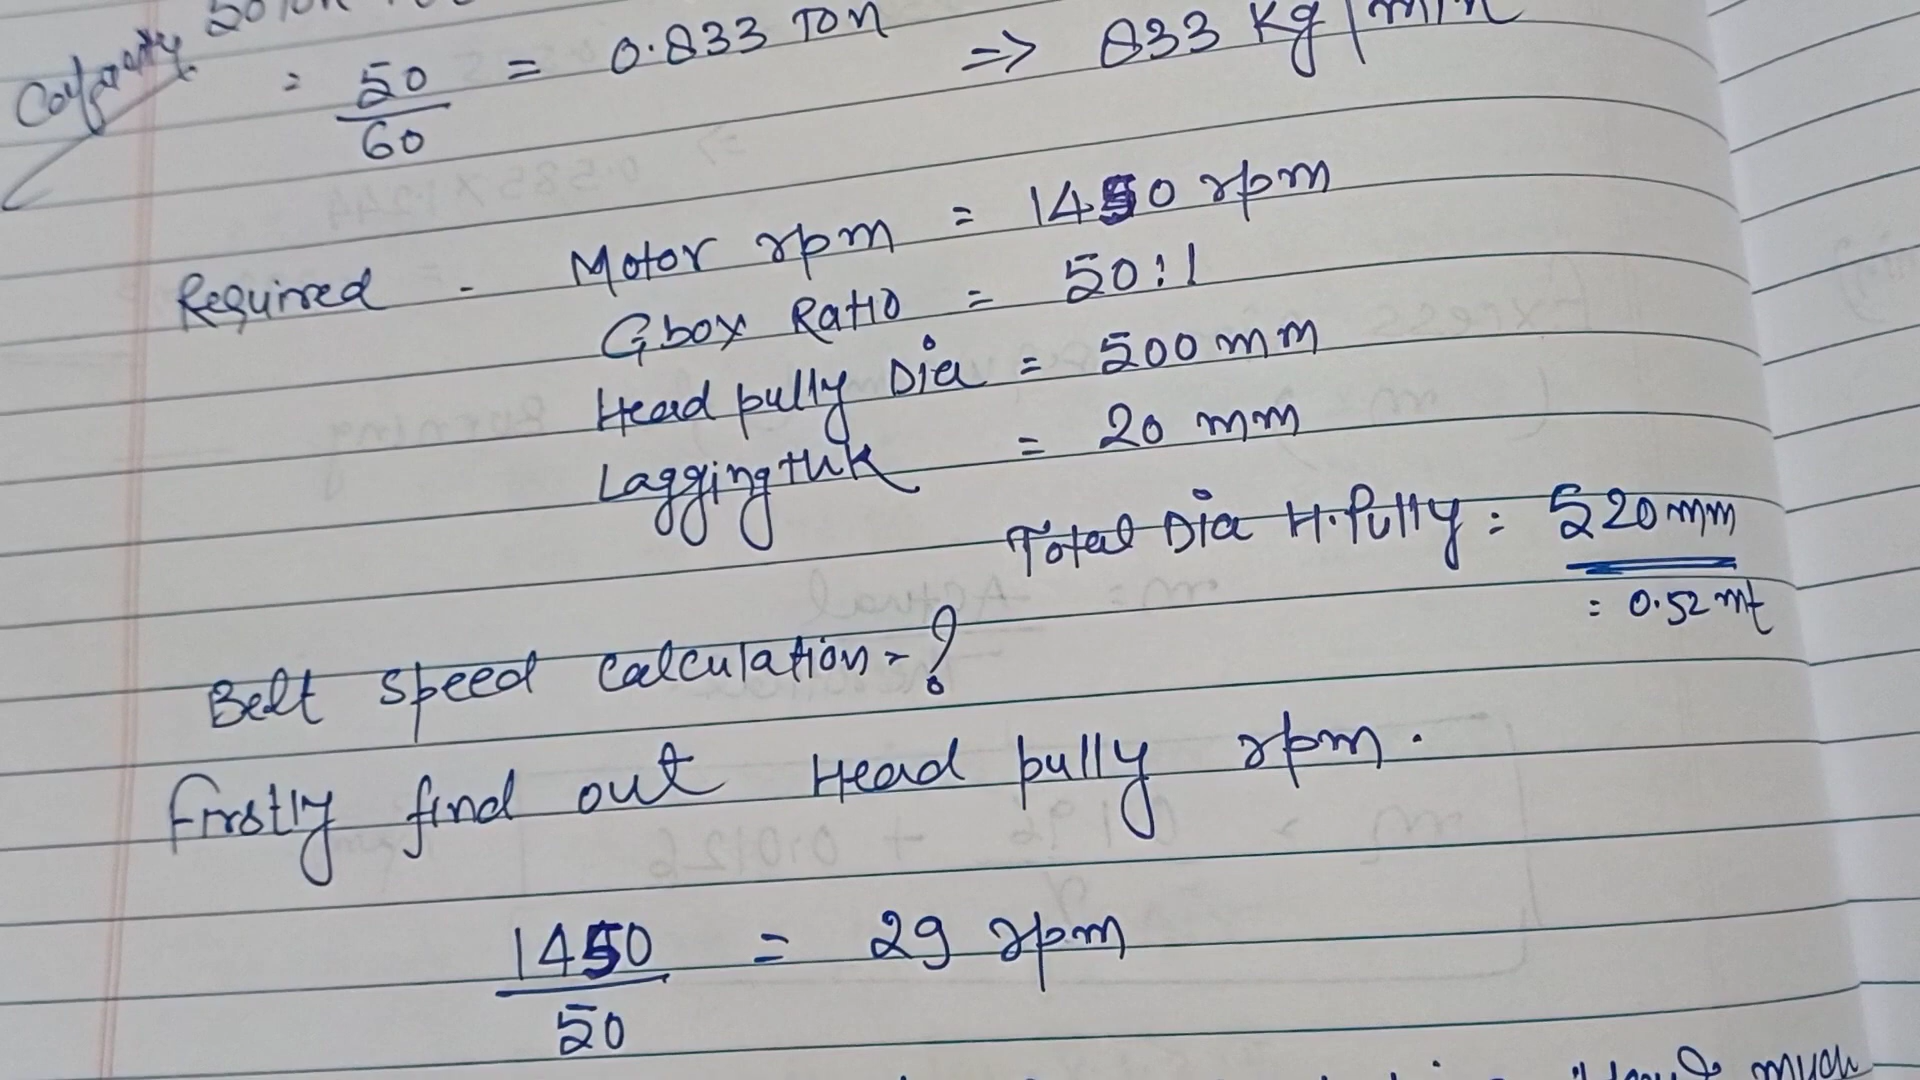 Capacity
= 50/60 = 0.833 Ton => 833 Kg/min
Required - Motor rpm = 1450 rpm
Gbox Ratio = 50:1
Head pully Dia = 500 mm
Lagging thk = 20 mm
Total Dia H.Pully = 520 mm
= 0.52 mt
Belt speed calculation = ?
Firstly find out Head pully rpm.
1450/50 = 29 rpm
much